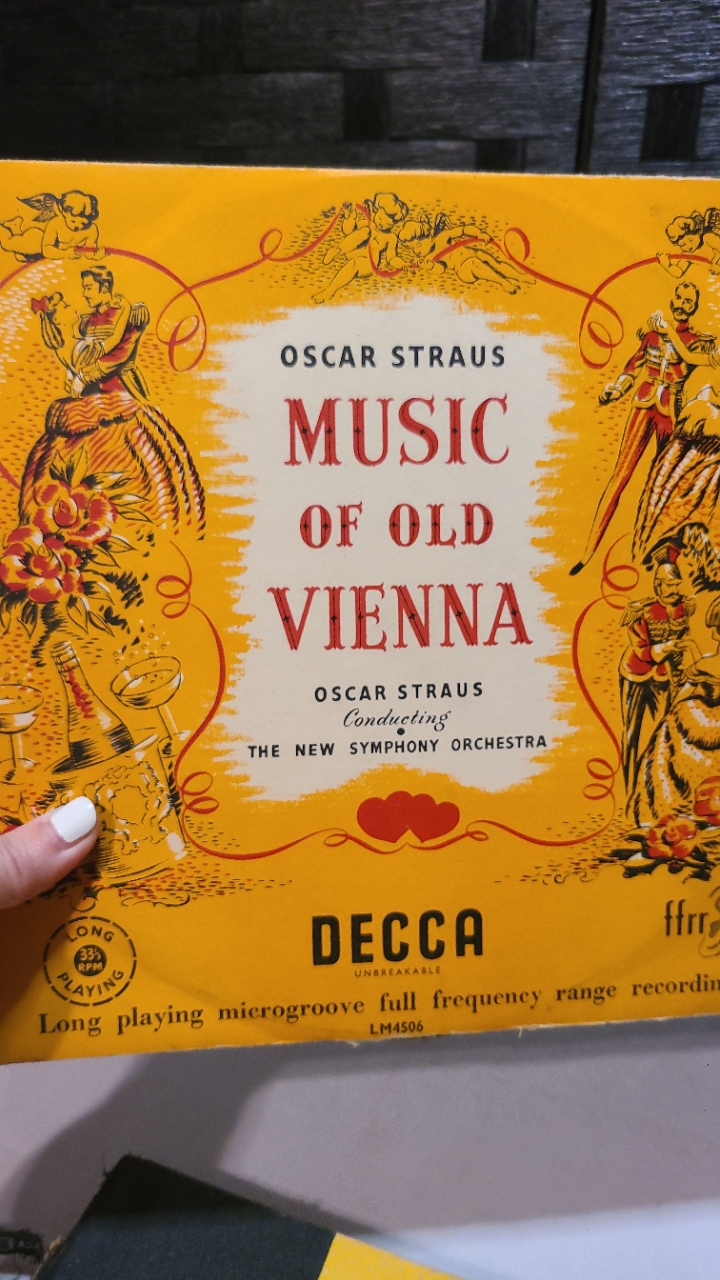 OSCAR STRAUS
MUSIC
OF OLD
VIENNA
OSCAR STRAUS
Conducting
THE NEW SYMPHONY ORCHESTRA
LONG
33⅓
RPM
PLAYING
DECCA
UNBREAKABLE
ffrr
Long playing microgroove full frequency range recordin
LM4506